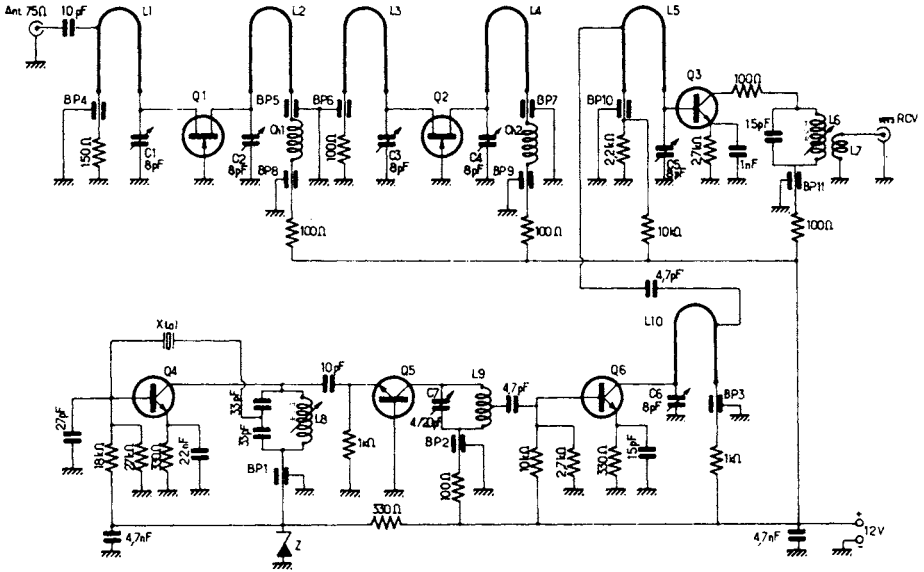 Ant. 75Ω
10 pF
L1
L2
L3
L4
L5
Q3
100Ω
BP4
Q1
BP5
BP6
Q2
BP7
BP10
15pF
L6
L7
RCV
150Ω
C1
8pF
C2
8pF
Ch1
BP8
100Ω
C3
8pF
C4
8pF
Ch2
BP9
2,2kΩ
2,7kΩ
1nF
BP11
100Ω
100Ω
10kΩ
100Ω
4,7pF
L10
Xtal
Q4
10pF
Q5
L9
Q6
27pF
33pF
33pF
L8
C7
4/20pF
4,7pF
C6
8pF
BP3
18kΩ
27kΩ
330Ω
22nF
BP1
1kΩ
BP2
100Ω
10kΩ
2,7kΩ
330Ω
15pF
1kΩ
330Ω
4,7nF
Z
4,7nF
+
12V
-